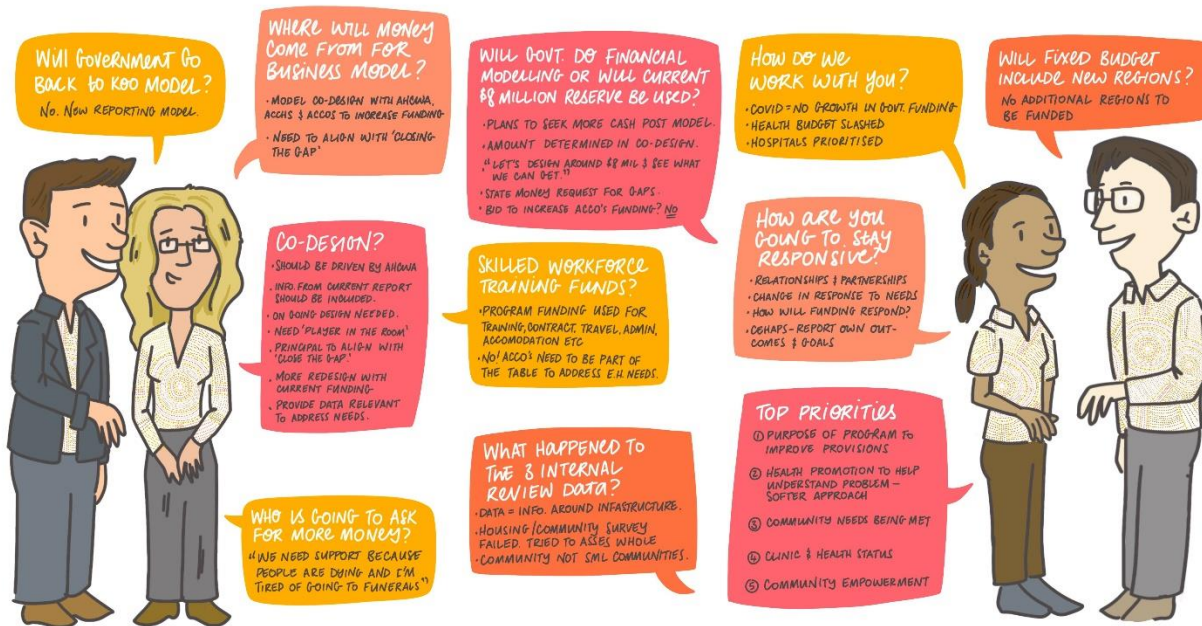 Will Government Go
Back to KOO Model?
No. New Reporting Model.
Where will money
come from for
business model?
• Model co-design with AHCWA,
ACCHS & ACCOs to increase funding
• Need to align with 'Closing
the Gap'
Will Govt. do financial
modelling or will current
$8 million reserve be used?
• Plans to seek more cash post model.
• Amount determined in co-design.
• "Let's design around $8 mil & see what
we can get."
• State money request for gaps.
• Bid to increase ACCO's funding? No
How do we
work with you?
• Covid = no growth in govt. funding
• Health budget slashed
• Hospitals prioritised
Will fixed budget
include new regions?
No additional regions to
be funded
Co-design?
• Should be driven by AHCWA
• Info. from current report
should be included.
• On going design needed.
• Need 'player in the room'
• Principal to align with
'Close the Gap.'
• More redesign with
current funding
• Provide data relevant
to address needs.
Skilled workforce
training funds?
• Program funding used for
training, contract, travel, admin,
accomodation etc
• No! ACCO's need to be part of
the table to address E.H. needs.
How are you
going to stay
responsive?
• Relationships & partnerships
• Change in response to needs
• How will funding respond?
• CEHAPs - report own out-
comes & goals
Who is going to ask
for more money?
"We need support because
people are dying and I'm
tired of going to funerals"
What happened to
the 3 internal
review data?
• Data = info. around infastructure.
• Housing/community survey
failed. Tried to asses whole
• community not sml communities.
Top priorities
① Purpose of program to
improve provisions
② Health promotion to help
understand problem –
softer approach
③ Community needs being met
④ Clinic & health status
⑤ Community empowerment